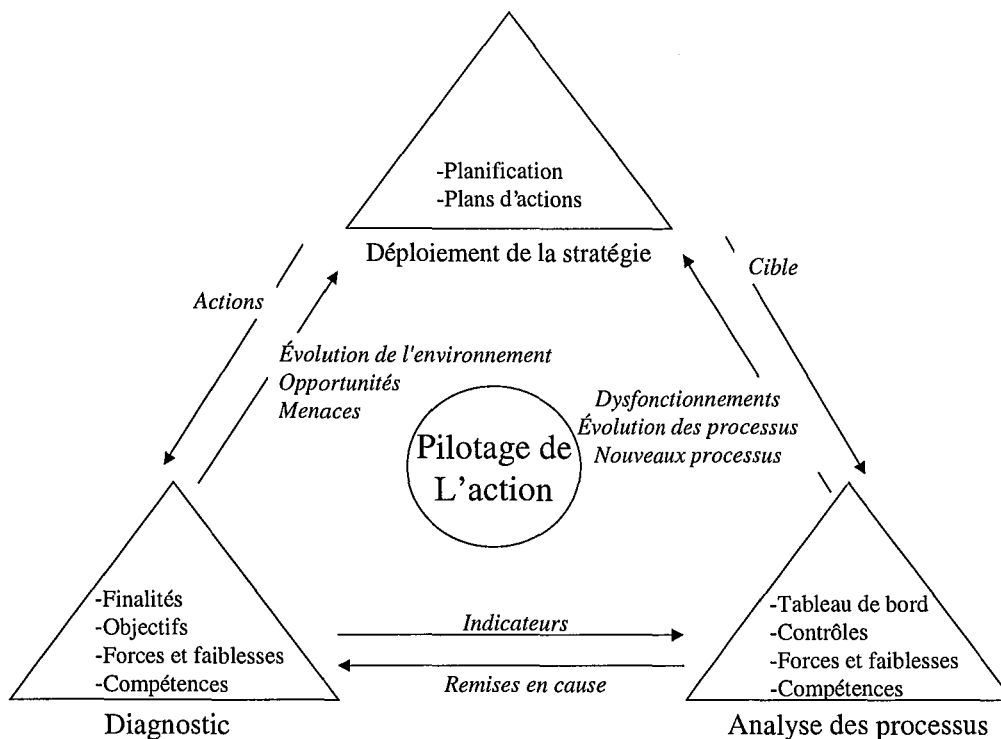 -Planification
-Plans d'actions
Déploiement de la stratégie
Actions
Cible
Évolution de l'environnement
Opportunités
Menaces
Dysfonctionnements
Évolution des processus
Nouveaux processus
Pilotage de
L'action
-Finalités
-Objectifs
-Forces et faiblesses
-Compétences
Diagnostic
Indicateurs
Remises en cause
-Tableau de bord
-Contrôles
-Forces et faiblesses
-Compétences
Analyse des processus